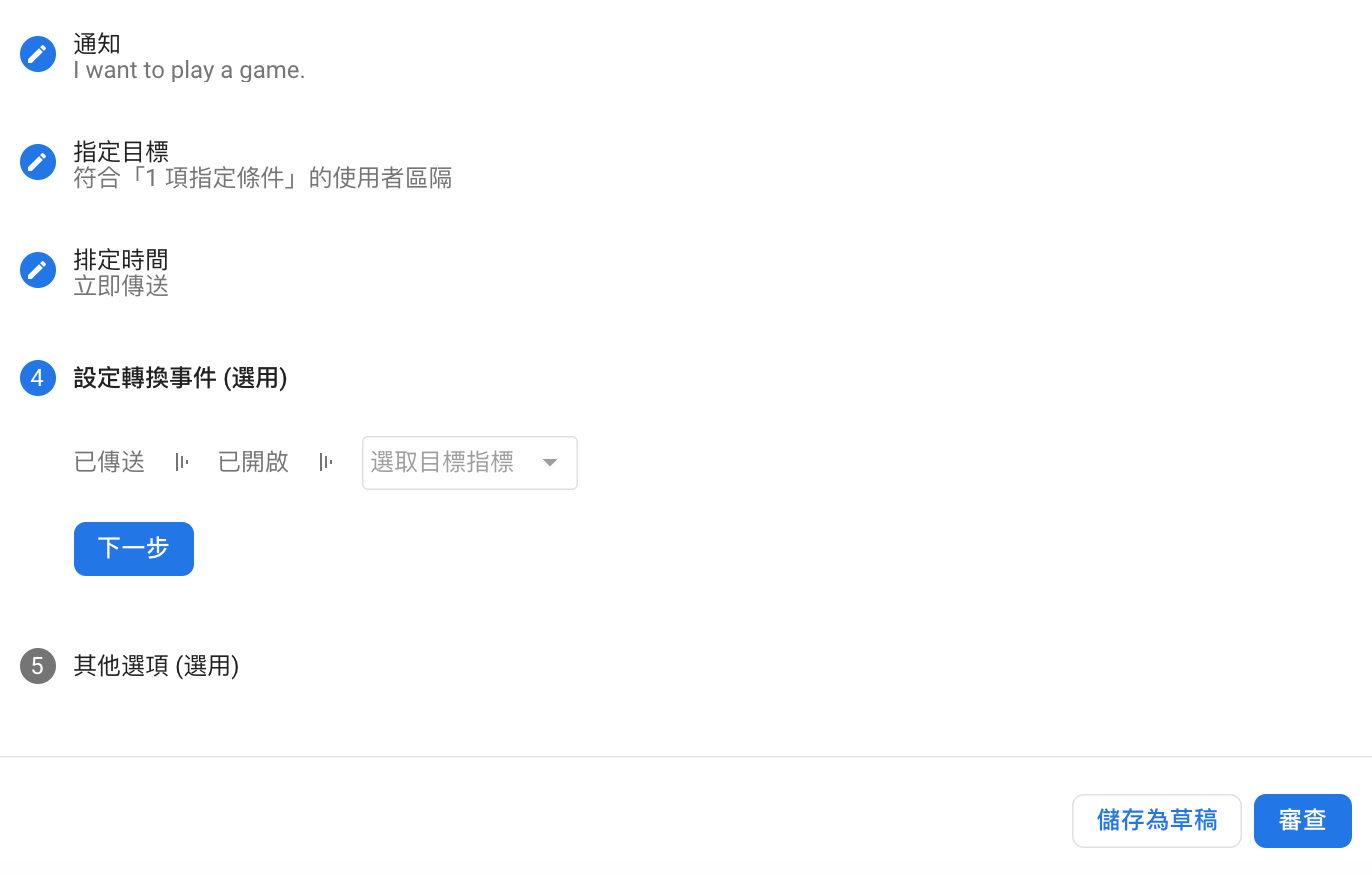 通知
I want to play a game.
指定目標
符合「1 項指定條件」的使用者區隔
排定時間
立即傳送
4 設定轉換事件 (選用)
已傳送 已開啟 選取目標指標
下一步
5 其他選項 (選用)
儲存為草稿 審查